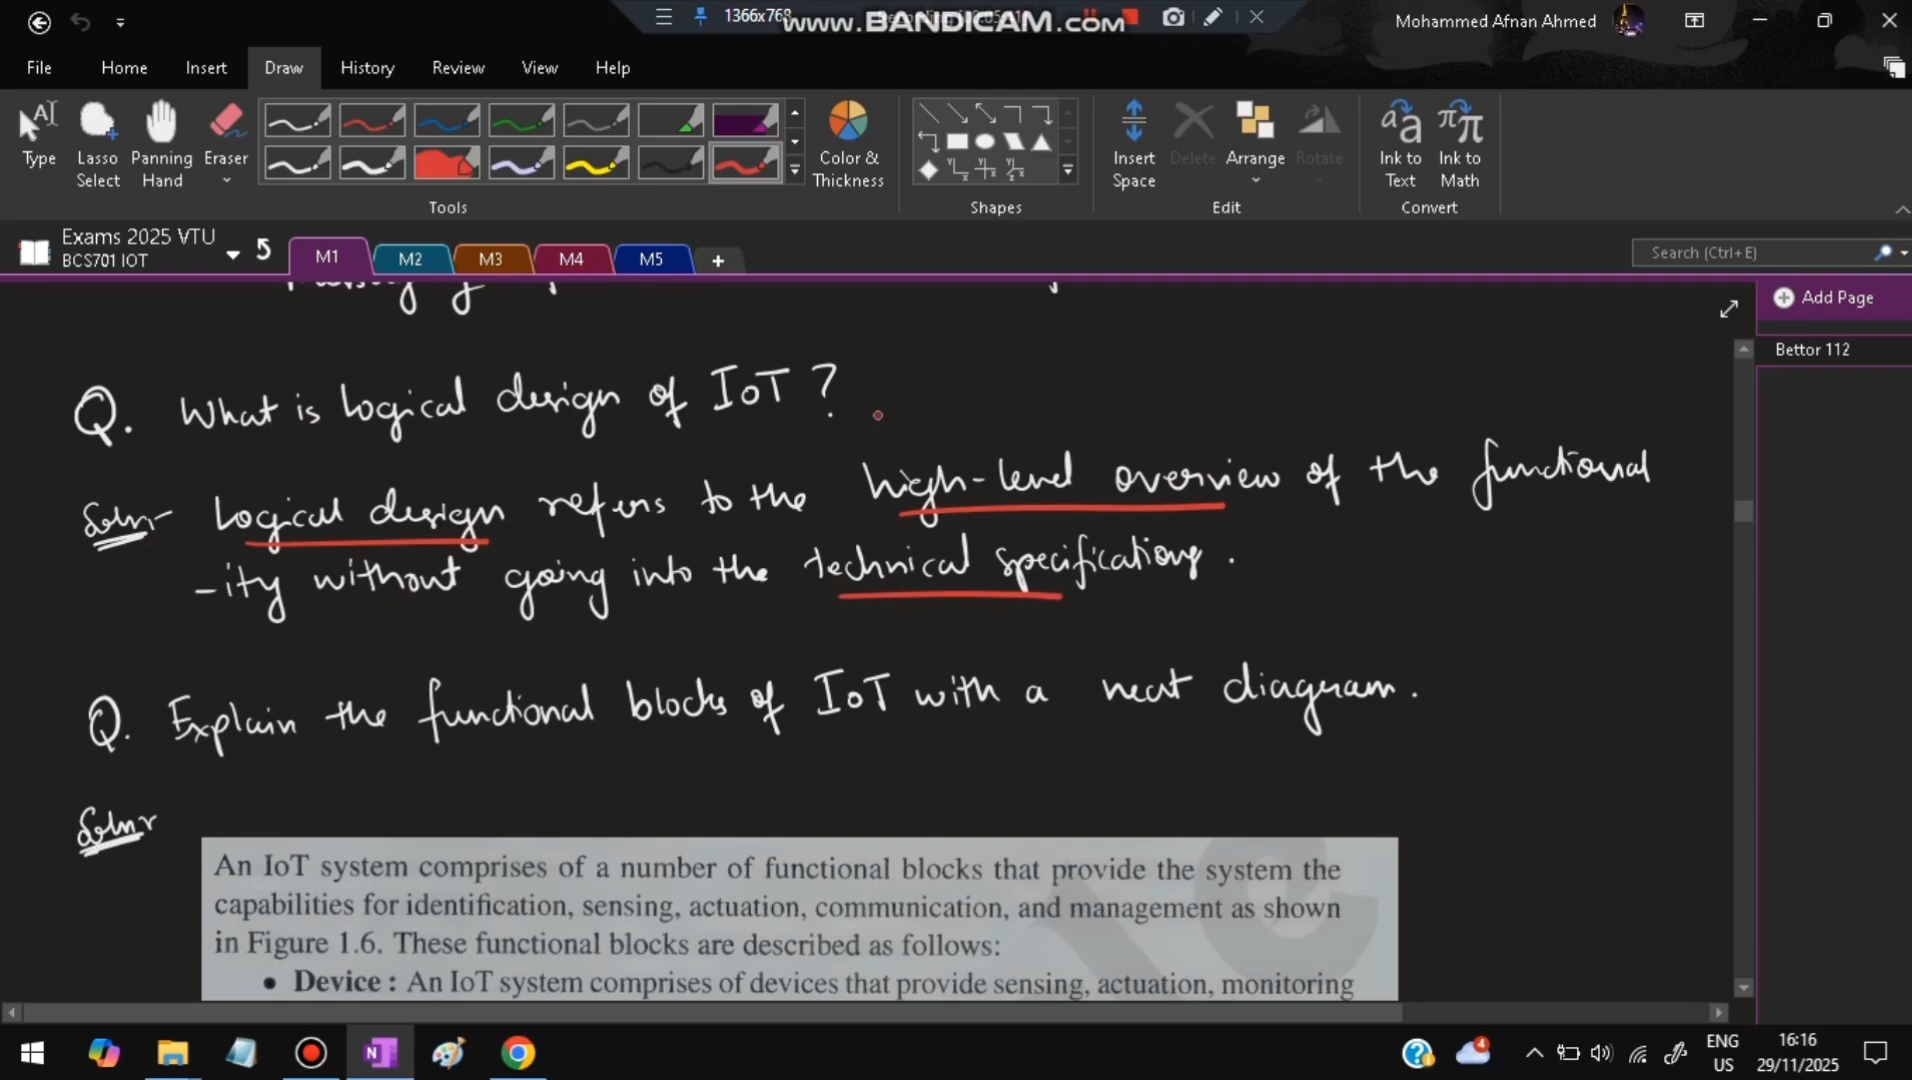 1366x768
www.BANDICAM.com
Mohammed Afnan Ahmed
File Home Insert Draw History Review View Help
Type
Lasso Select
Panning Hand
Eraser
Color & Thickness
Insert Space
Delete
Arrange
Rotate
Ink to Text
Ink to Math
Tools
Shapes
Edit
Convert
Exams 2025 VTU
BCS701 IOT
M1 M2 M3 M4 M5 +
Search (Ctrl+E)
Add Page
Bettor 112
Q. What is logical design of IoT ?
Soln:- Logical design refers to the high-level overview of the functional
-ity without going into the technical specifications.
Q. Explain the functional blocks of IoT with a neat diagram.
Soln:-
An IoT system comprises of a number of functional blocks that provide the system the
capabilities for identification, sensing, actuation, communication, and management as shown
in Figure 1.6. These functional blocks are described as follows:
• Device : An IoT system comprises of devices that provide sensing, actuation, monitoring
4
ENG US
16:16
29/11/2025